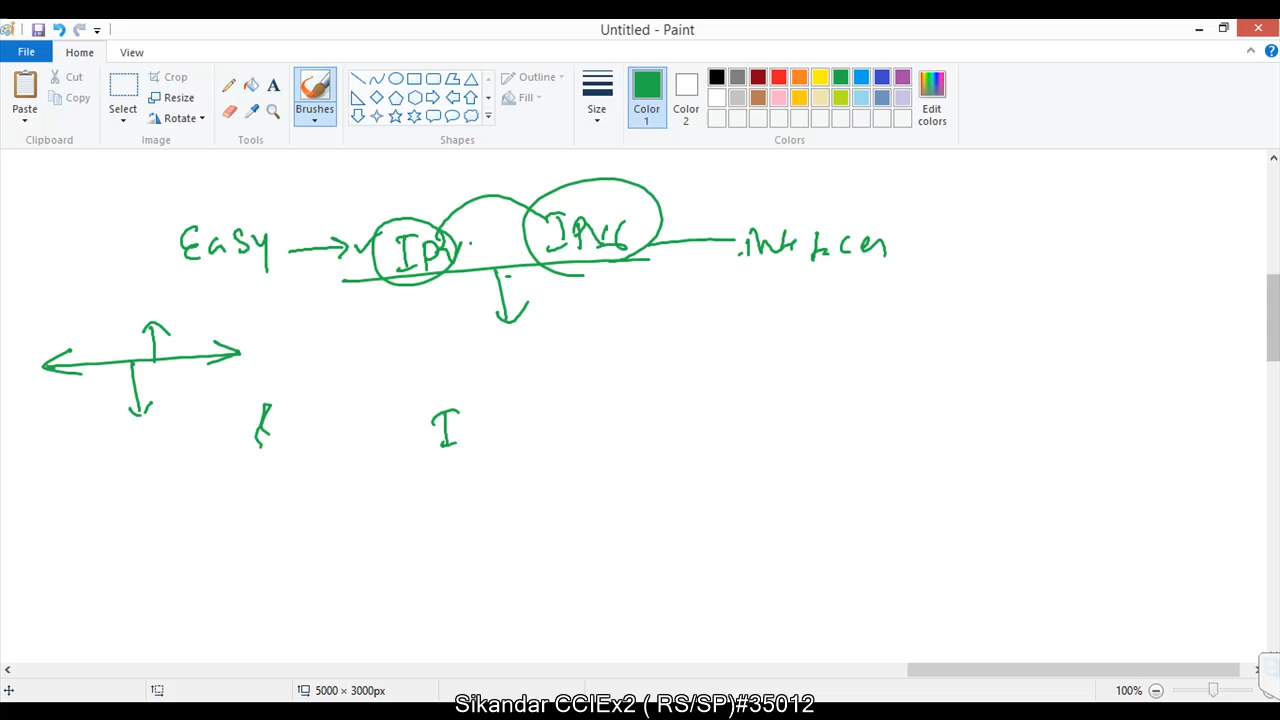 Untitled - Paint
File Home View
Cut
Copy
Paste
Clipboard
Crop
Resize
Rotate
Select
Image
Tools
Brushes
Outline
Fill
Shapes
Size
Color 1
Color 2
Edit colors
Colors
Easy IPv IPv6 interfaces
I
5000 × 3000px
100%
Sikandar CCIEx2 ( RS/SP)#35012